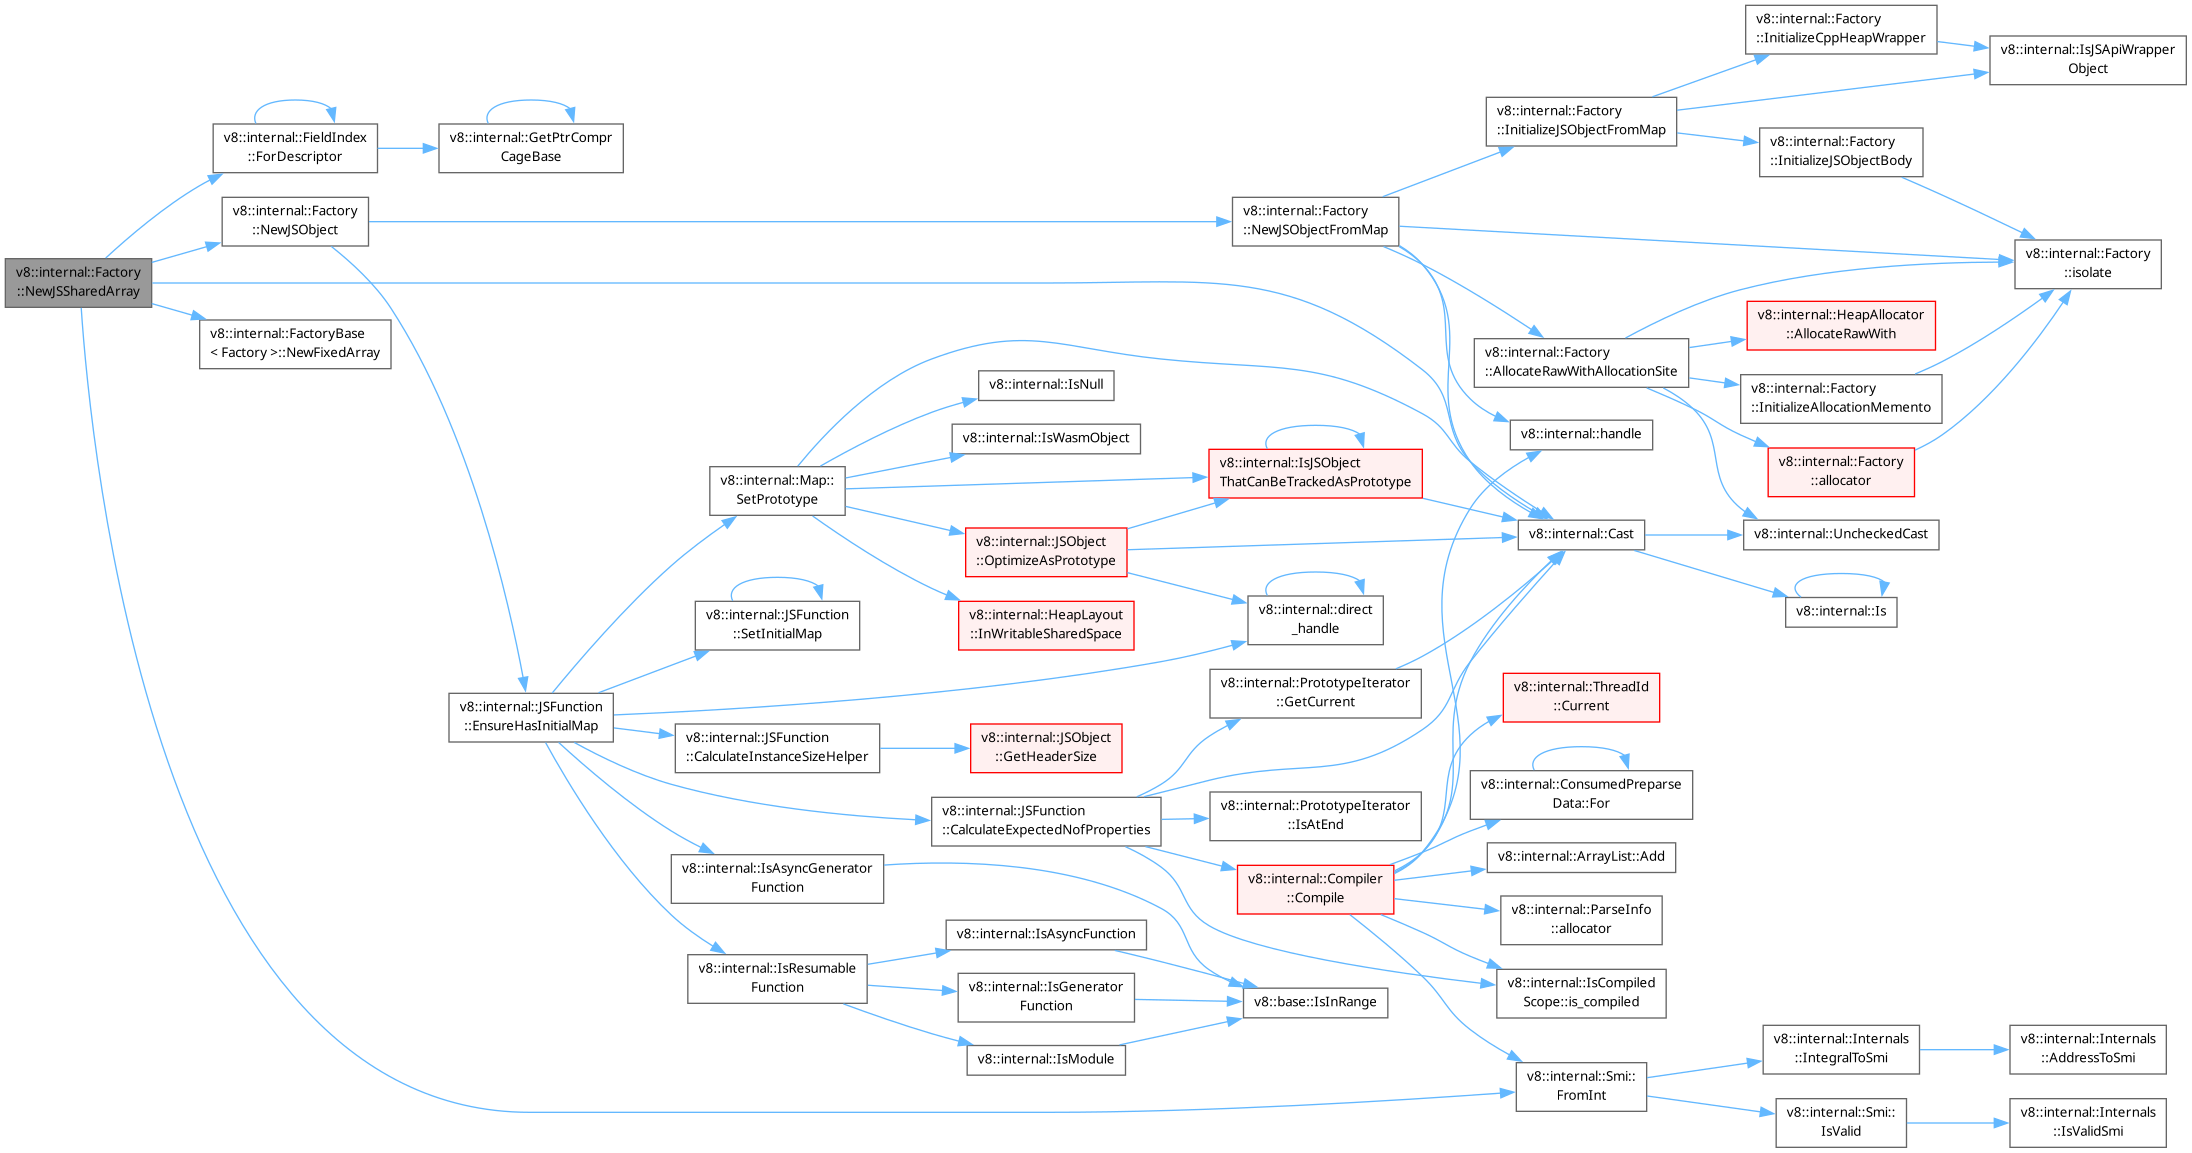 v8::internal::Factory
::NewJSSharedArray
v8::internal::FieldIndex
::ForDescriptor
v8::internal::GetPtrCompr
CageBase
v8::internal::Factory
::NewJSObject
v8::internal::FactoryBase
< Factory >::NewFixedArray
v8::internal::JSFunction
::EnsureHasInitialMap
v8::internal::Map::
SetPrototype
v8::internal::JSFunction
::SetInitialMap
v8::internal::JSFunction
::CalculateInstanceSizeHelper
v8::internal::IsAsyncGenerator
Function
v8::internal::IsResumable
Function
v8::internal::IsNull
v8::internal::IsWasmObject
v8::internal::JSObject
::OptimizeAsPrototype
v8::internal::HeapLayout
::InWritableSharedSpace
v8::internal::JSObject
::GetHeaderSize
v8::internal::JSFunction
::CalculateExpectedNofProperties
v8::internal::IsAsyncFunction
v8::internal::IsGenerator
Function
v8::internal::IsModule
v8::internal::Factory
::NewJSObjectFromMap
v8::internal::IsJSObject
ThatCanBeTrackedAsPrototype
v8::internal::direct
_handle
v8::internal::PrototypeIterator
::GetCurrent
v8::internal::PrototypeIterator
::IsAtEnd
v8::internal::Compiler
::Compile
v8::base::IsInRange
v8::internal::Factory
::InitializeJSObjectFromMap
v8::internal::Factory
::AllocateRawWithAllocationSite
v8::internal::handle
v8::internal::Cast
v8::internal::ThreadId
::Current
v8::internal::ConsumedPreparse
Data::For
v8::internal::ArrayList::Add
v8::internal::ParseInfo
::allocator
v8::internal::IsCompiled
Scope::is_compiled
v8::internal::Smi::
FromInt
v8::internal::Factory
::InitializeCppHeapWrapper
v8::internal::Factory
::InitializeJSObjectBody
v8::internal::HeapAllocator
::AllocateRawWith
v8::internal::Factory
::InitializeAllocationMemento
v8::internal::Factory
::allocator
v8::internal::UncheckedCast
v8::internal::Is
v8::internal::Internals
::IntegralToSmi
v8::internal::Smi::
IsValid
v8::internal::IsJSApiWrapper
Object
v8::internal::Factory
::isolate
v8::internal::Internals
::AddressToSmi
v8::internal::Internals
::IsValidSmi